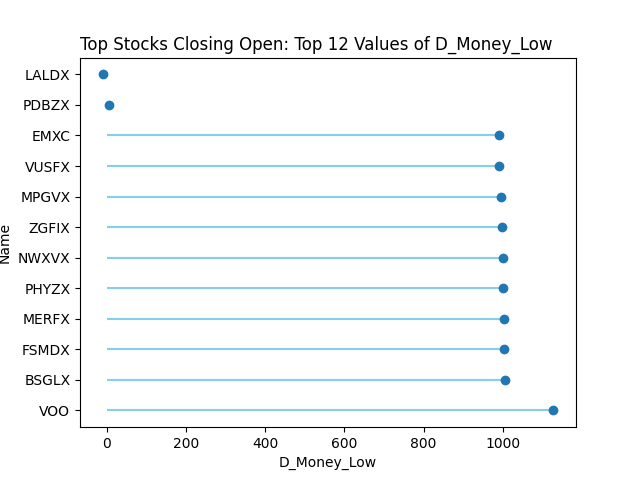 Top Stocks Closing Open: Top 12 Values of D_Money_Low
LALDX
PDBZX
EMXC
VUSFX
MPGVX
ZGFIX
NWXVX
PHYZX
MERFX
FSMDX
BSGLX
VOO
Name
0 200 400 600 800 1000
D_Money_Low